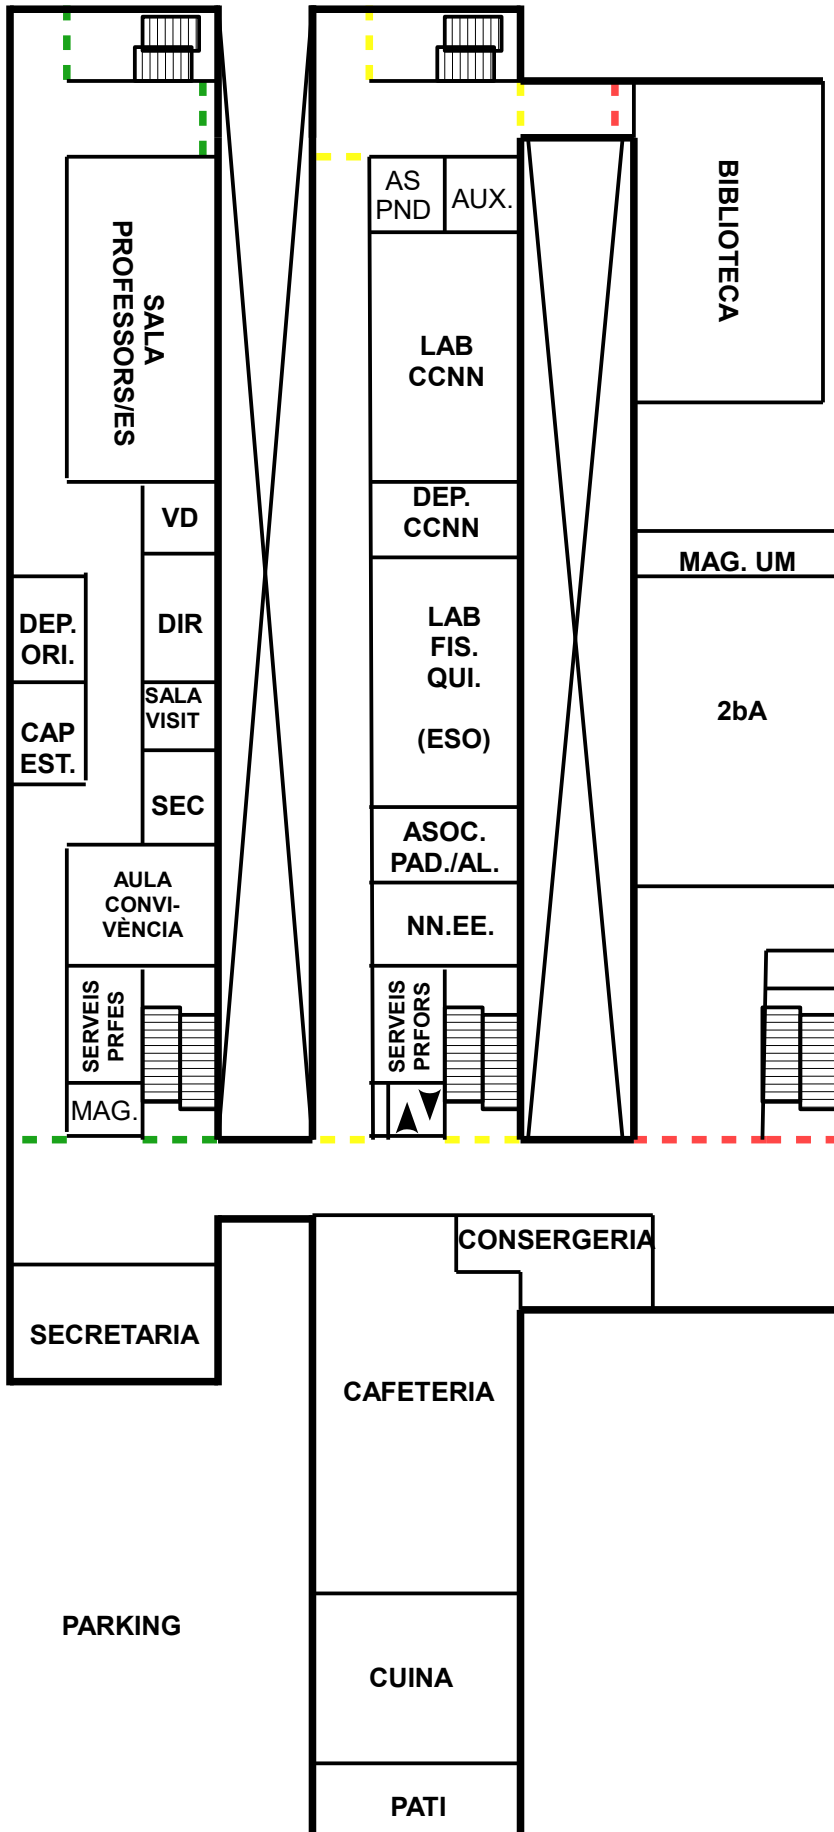 SALA
PROFESSORS/ES
VD
DIR
DEP.
ORI.
SALA
VISIT
CAP
EST.
SEC
AULA
CONVI-
VÈNCIA
SERVEIS
PRFES
MAG.
SECRETARIA
PARKING
AS
PND
AUX.
LAB
CCNN
DEP.
CCNN
LAB
FIS.
QUI.
(ESO)
ASOC.
PAD./AL.
NN.EE.
SERVEIS
PRFORS
CONSERGERIA
CAFETERIA
CUINA
PATI
BIBLIOTECA
MAG. UM
2bA